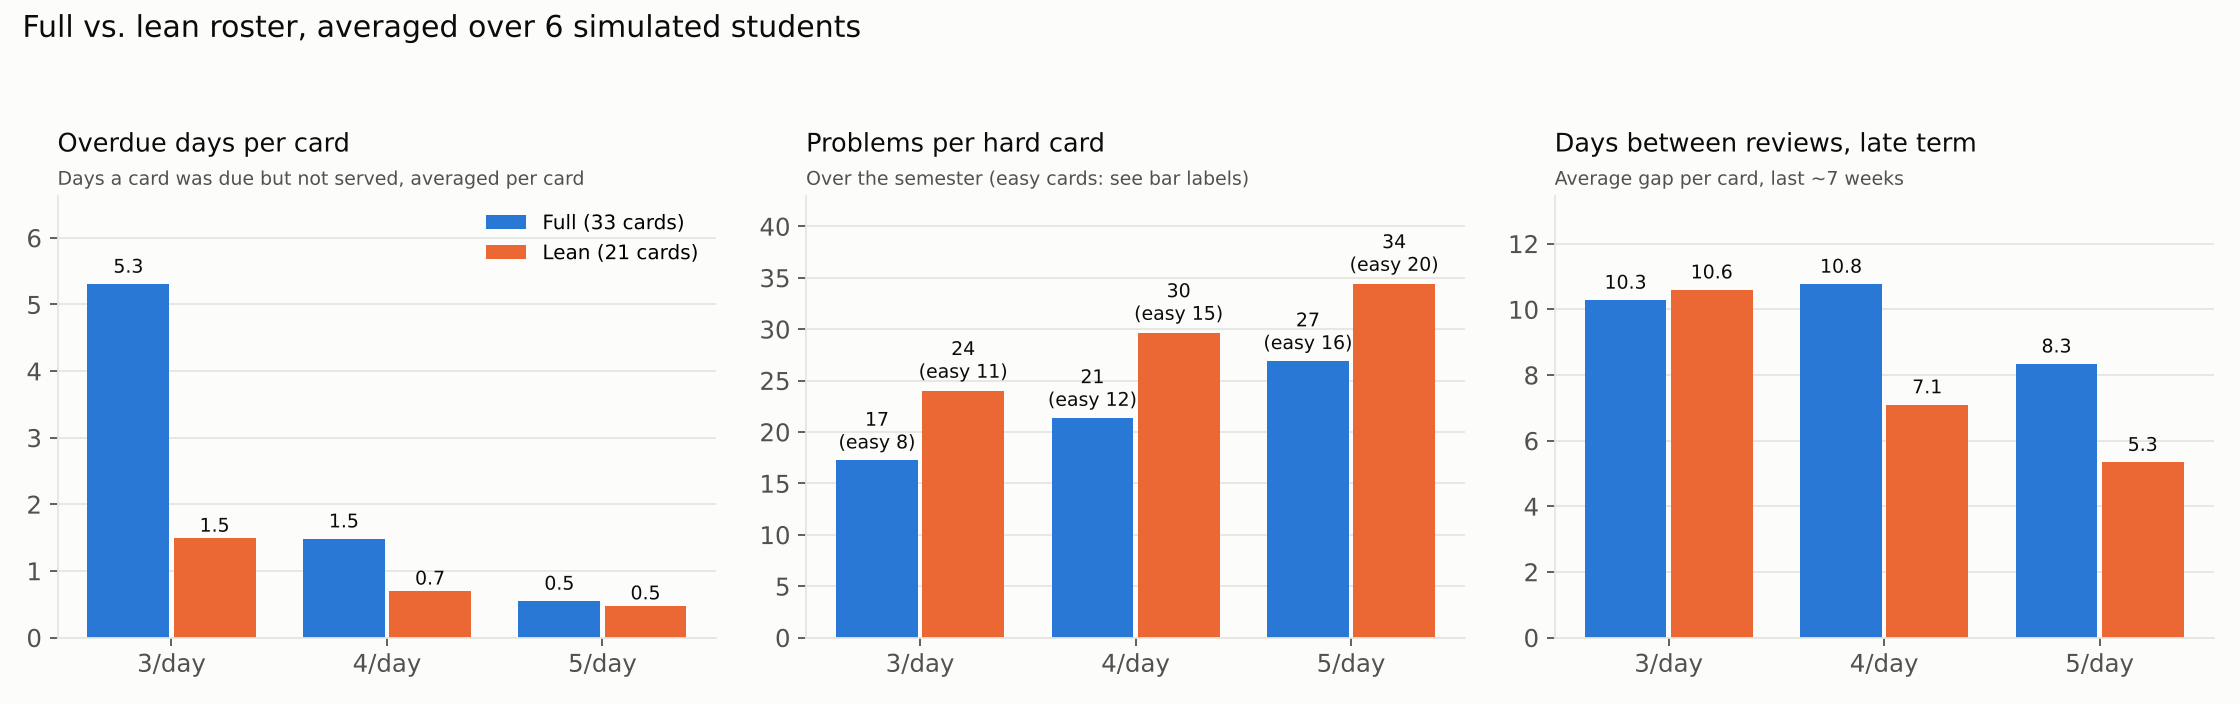 Full vs. lean roster, averaged over 6 simulated students
Overdue days per card
Days a card was due but not served, averaged per card
Full (33 cards)
Lean (21 cards)
6
5
4
3
2
1
0
5.3
1.5
1.5
0.7
0.5
0.5
3/day
4/day
5/day
Problems per hard card
Over the semester (easy cards: see bar labels)
40
35
30
25
20
15
10
5
0
17
(easy 8)
24
(easy 11)
21
(easy 12)
30
(easy 15)
27
(easy 16)
34
(easy 20)
3/day
4/day
5/day
Days between reviews, late term
Average gap per card, last ~7 weeks
12
10
8
6
4
2
0
10.3
10.6
10.8
7.1
8.3
5.3
3/day
4/day
5/day